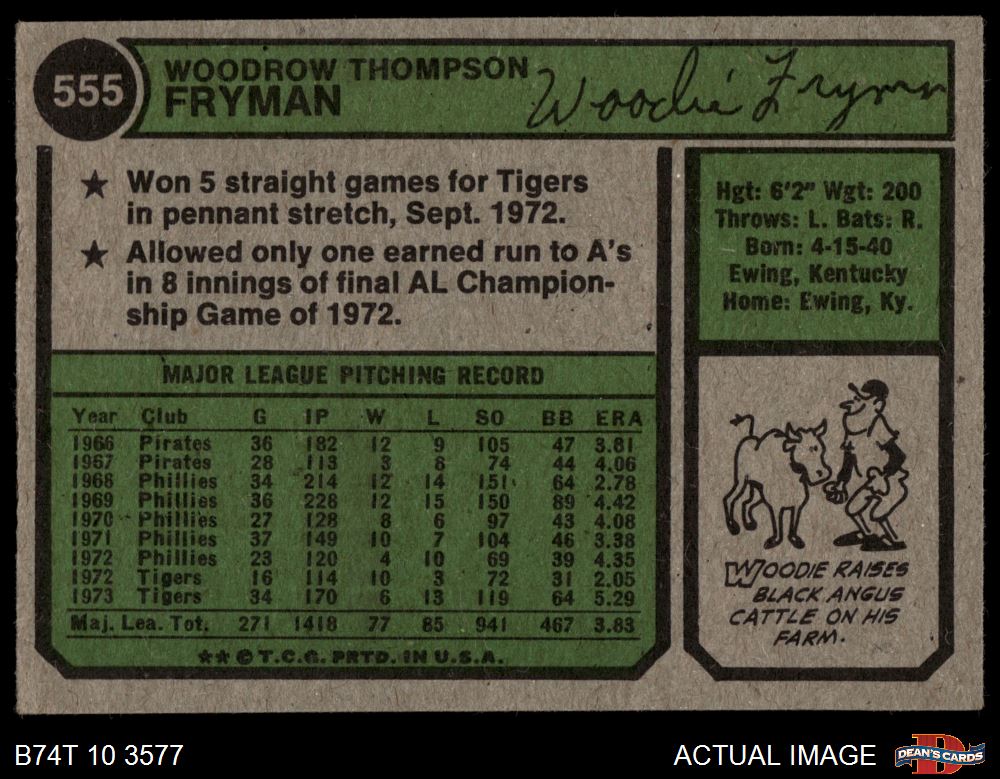 555
WOODROW THOMPSON
FRYMAN
Woodie Fryman
★ Won 5 straight games for Tigers
in pennant stretch, Sept. 1972.
★ Allowed only one earned run to A's
in 8 innings of final AL Champion-
ship Game of 1972.
Hgt: 6'2" Wgt: 200
Throws: L. Bats: R.
Born: 4-15-40
Ewing, Kentucky
Home: Ewing, Ky.
MAJOR LEAGUE PITCHING RECORD
Year Club G IP W L SO BB ERA
1966 Pirates 36 182 12 9 105 47 3.81
1967 Pirates 28 113 3 8 74 44 4.06
1968 Phillies 34 214 12 14 151 64 2.78
1969 Phillies 36 228 12 15 150 89 4.42
1970 Phillies 27 128 8 6 97 43 4.08
1971 Phillies 37 149 10 7 104 46 3.38
1972 Phillies 23 120 4 10 69 39 4.35
1972 Tigers 16 114 10 3 72 31 2.05
1973 Tigers 34 170 6 13 119 64 5.29
Maj. Lea. Tot. 271 1418 77 85 941 467 3.83
★★ © T.C.G. PRTD. IN U.S.A.
WOODIE RAISES
BLACK ANGUS
CATTLE ON HIS
FARM.
B74T 10 3577
ACTUAL IMAGE
DEAN'S CARDS